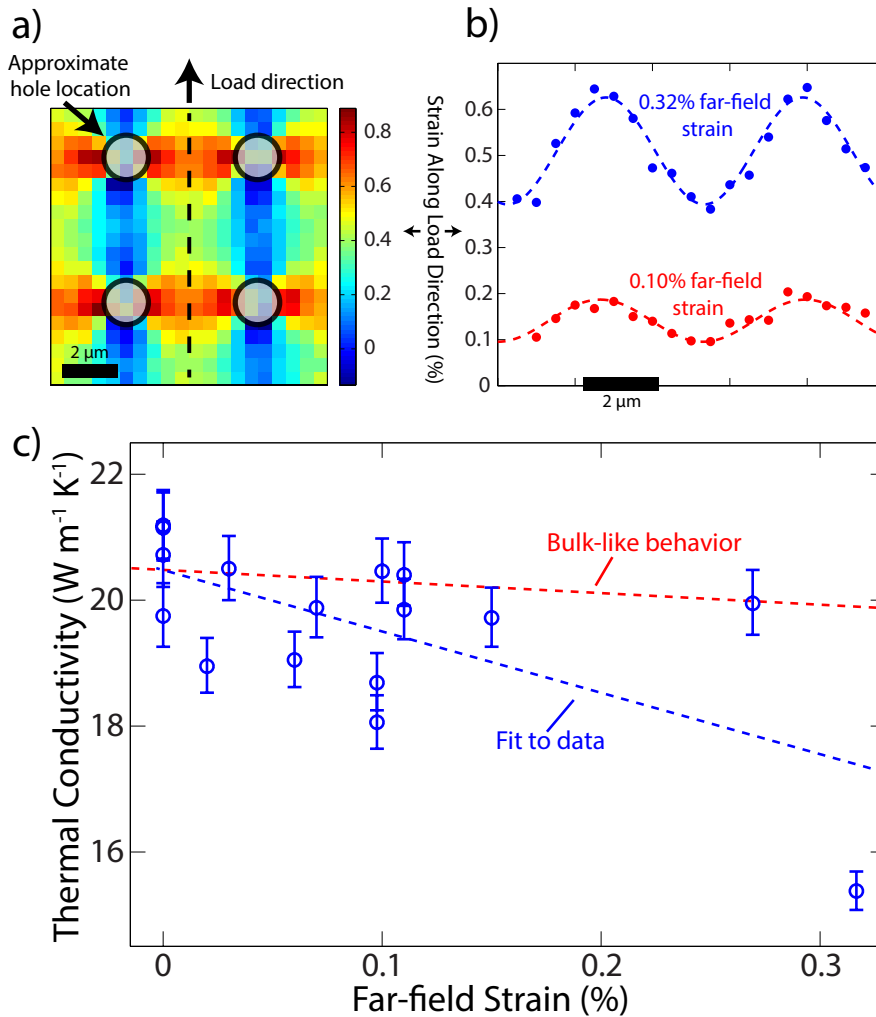 a)
Approximate
hole location
Load direction
0.8
0.6
0.4
0.2
0
2 μm
b)
Strain Along Load Direction (%)
0.6
0.5
0.4
0.3
0.2
0.1
0
0.32% far-field
strain
0.10% far-field
strain
2 μm
c)
Thermal Conductivity (W m⁻¹ K⁻¹)
22
20
18
16
Bulk-like behavior
Fit to data
0
0.1
0.2
0.3
Far-field Strain (%)